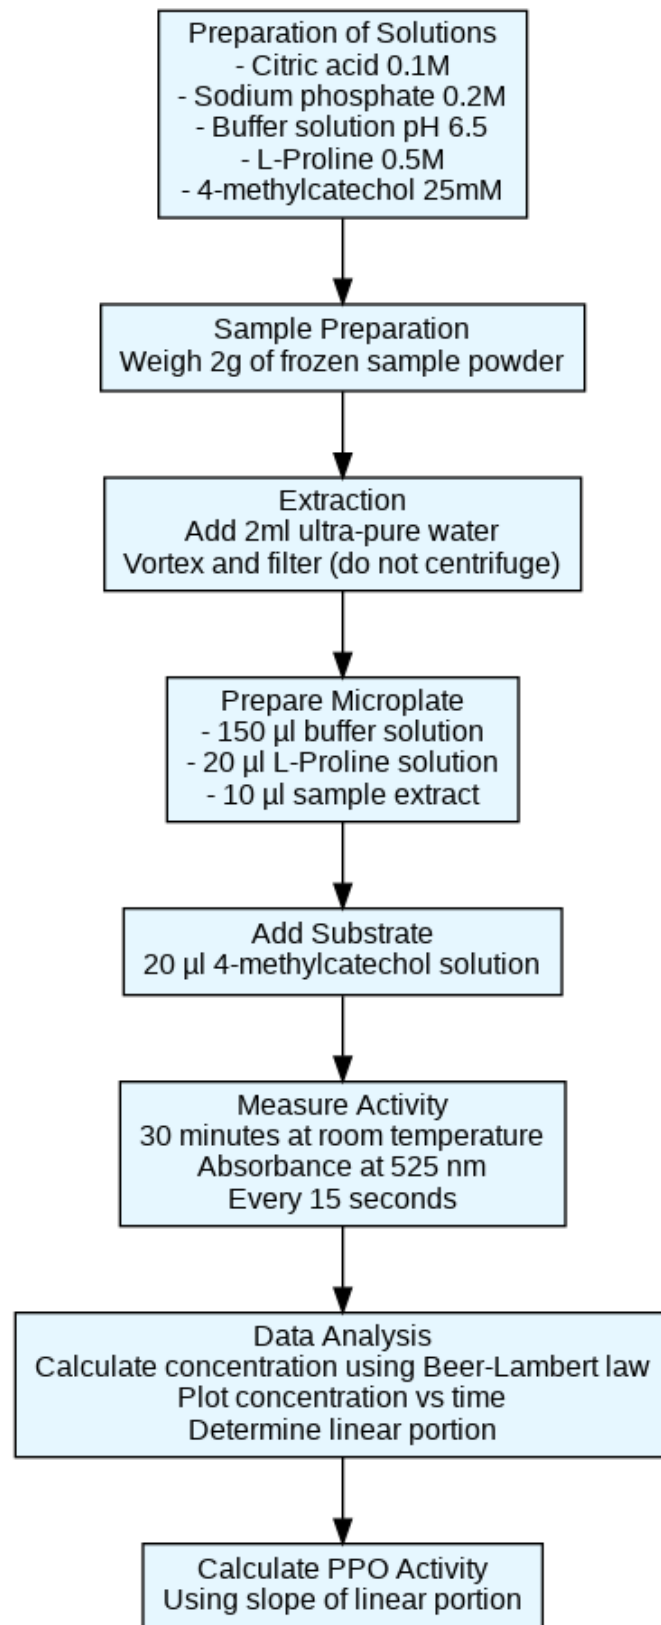 Preparation of Solutions
- Citric acid 0.1M
- Sodium phosphate 0.2M
- Buffer solution pH 6.5
- L-Proline 0.5M
- 4-methylcatechol 25mM
Sample Preparation
Weigh 2g of frozen sample powder
Extraction
Add 2ml ultra-pure water
Vortex and filter (do not centrifuge)
Prepare Microplate
- 150 µl buffer solution
- 20 µl L-Proline solution
- 10 µl sample extract
Add Substrate
20 µl 4-methylcatechol solution
Measure Activity
30 minutes at room temperature
Absorbance at 525 nm
Every 15 seconds
Data Analysis
Calculate concentration using Beer-Lambert law
Plot concentration vs time
Determine linear portion
Calculate PPO Activity
Using slope of linear portion